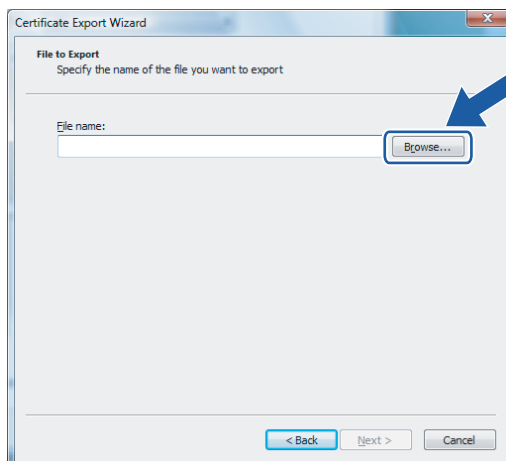 Certificate Export Wizard
File to Export
Specify the name of the file you want to export
File name:
Browse...
< Back Next > Cancel